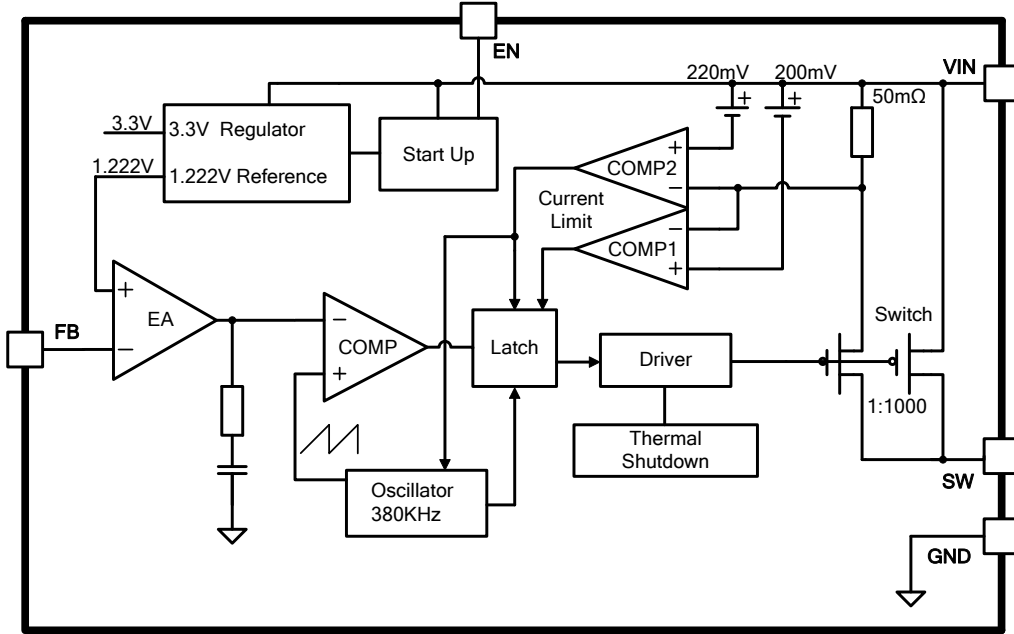 EN
220mV
200mV
VIN
50mΩ
3.3V
3.3V Regulator
1.222V
1.222V Reference
Start Up
+
+
+
COMP2
−
Current
Limit
−
COMP1
+
FB
+
EA
−
−
COMP
+
Latch
Driver
Switch
1:1000
Thermal
Shutdown
Oscillator
380KHz
SW
GND